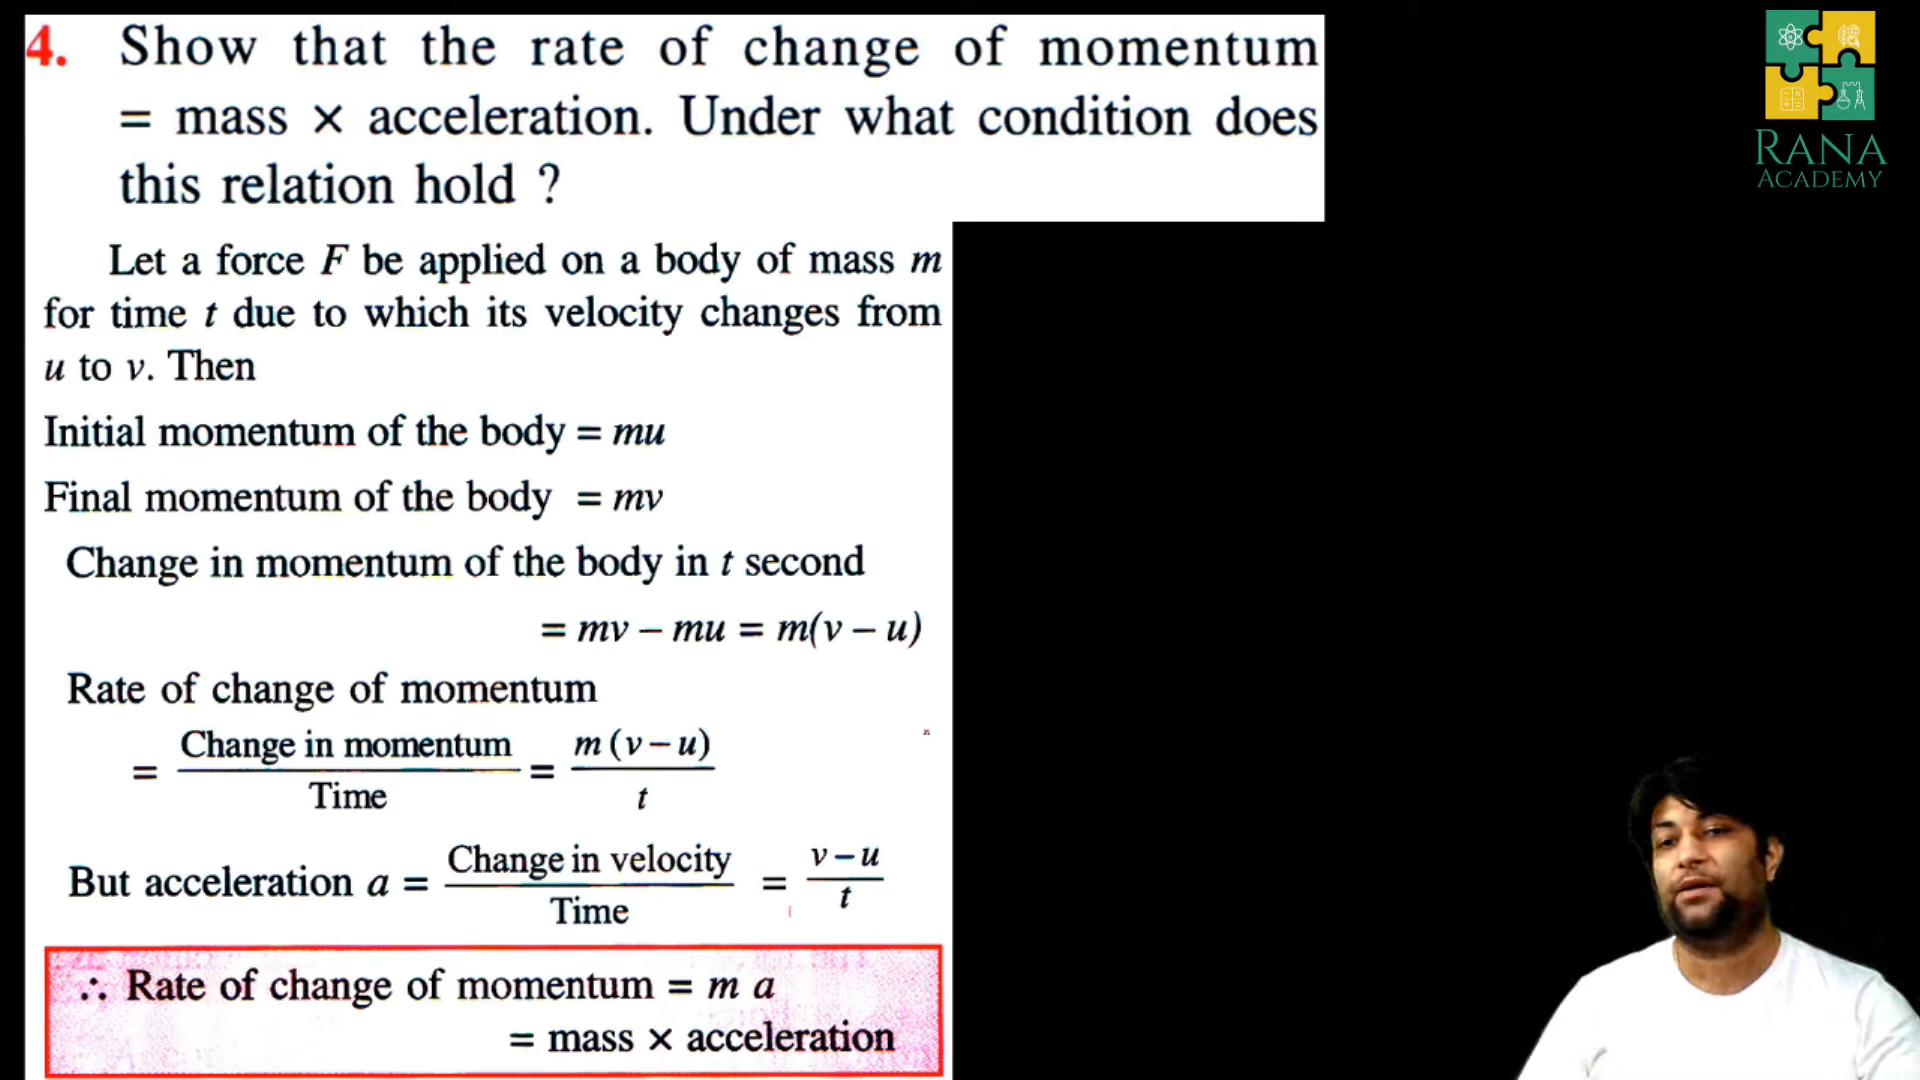 4. Show that the rate of change of momentum
= mass × acceleration. Under what condition does
this relation hold ?
RANA
ACADEMY
Let a force F be applied on a body of mass m
for time t due to which its velocity changes from
u to v. Then
Initial momentum of the body = mu
Final momentum of the body = mv
Change in momentum of the body in t second
= mv – mu = m(v – u)
Rate of change of momentum
= Change in momentum / Time = m (v – u) / t
But acceleration a = Change in velocity / Time = v – u / t
∴ Rate of change of momentum = m a
= mass × acceleration